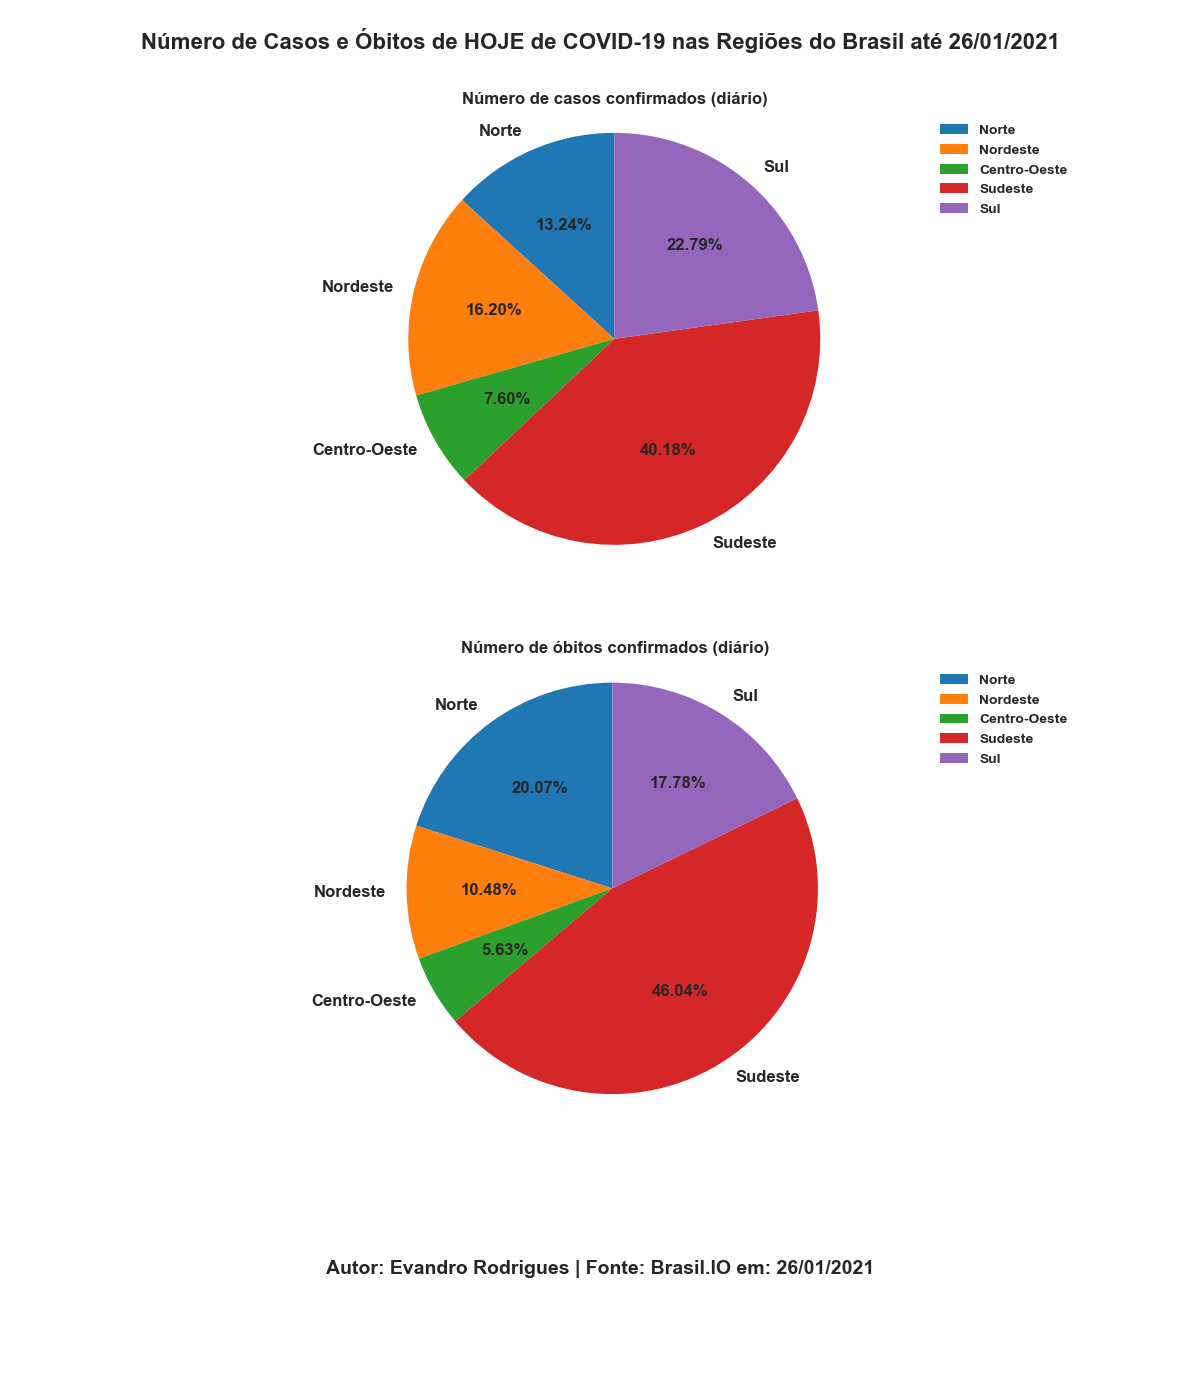 Número de Casos e Óbitos de HOJE de COVID-19 nas Regiões do Brasil até 26/01/2021
Número de casos confirmados (diário)
Norte
Sul
13.24%
22.79%
Nordeste
16.20%
7.60%
Centro-Oeste
40.18%
Sudeste
Norte
Nordeste
Centro-Oeste
Sudeste
Sul
Número de óbitos confirmados (diário)
Norte
Sul
20.07%
17.78%
Nordeste
10.48%
5.63%
Centro-Oeste
46.04%
Sudeste
Norte
Nordeste
Centro-Oeste
Sudeste
Sul
Autor: Evandro Rodrigues | Fonte: Brasil.IO em: 26/01/2021